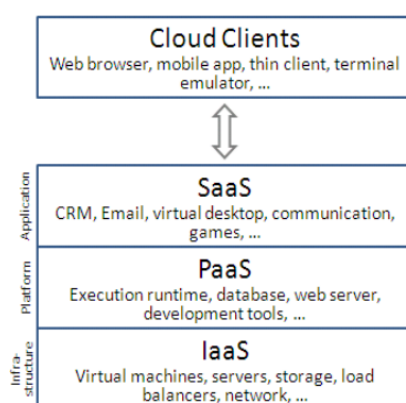 Cloud Clients
Web browser, mobile app, thin client, terminal
emulator, ...
Application
SaaS
CRM, Email, virtual desktop, communication,
games, ...
Platform
PaaS
Execution runtime, database, web server,
development tools, ...
Infra-
structure
IaaS
Virtual machines, servers, storage, load
balancers, network, ...